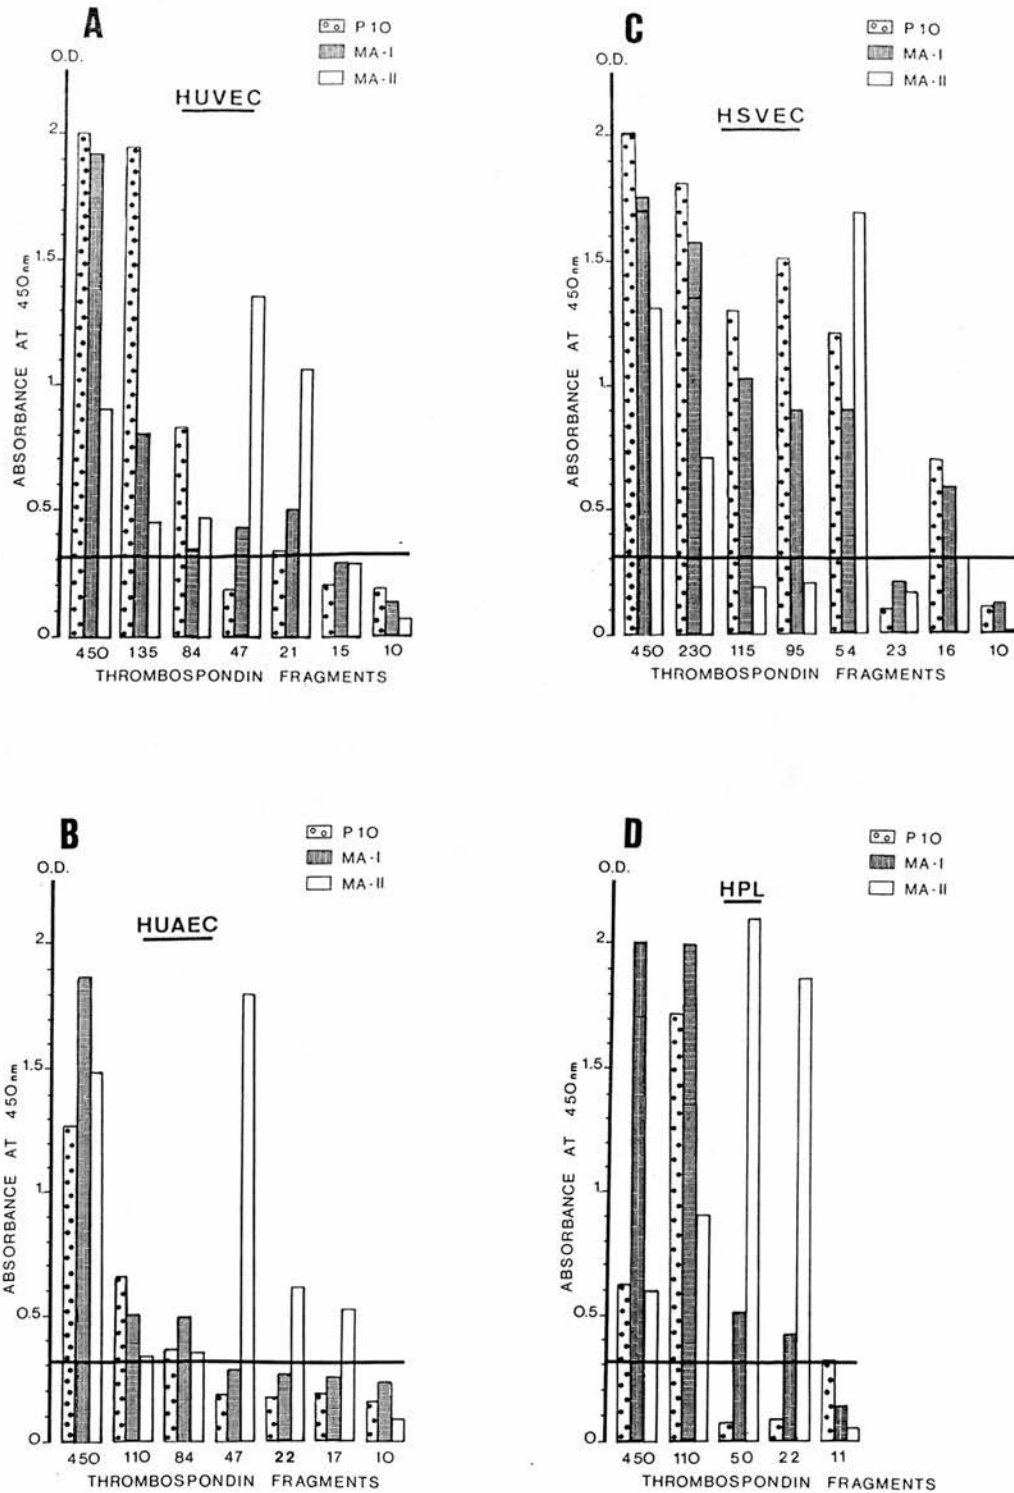 A
P 10
MA-I
MA-II
O.D.
HUVEC
2
1.5
1
0.5
0
ABSORBANCE AT 450nm
450 135 84 47 21 15 10
THROMBOSPONDIN FRAGMENTS
C
P 10
MA-I
MA-II
O.D.
HSVEC
2
1.5
1
0.5
0
ABSORBANCE AT 450nm
450 230 115 95 54 23 16 10
THROMBOSPONDIN FRAGMENTS
B
P 10
MA-I
MA-II
O.D.
HUAEC
2
1.5
1
0.5
0
ABSORBANCE AT 450nm
450 110 84 47 22 17 10
THROMBOSPONDIN FRAGMENTS
D
P 10
MA-I
MA-II
O.D.
HPL
2
1.5
1
0.5
0
ABSORBANCE AT 450nm
450 110 50 22 11
THROMBOSPONDIN FRAGMENTS